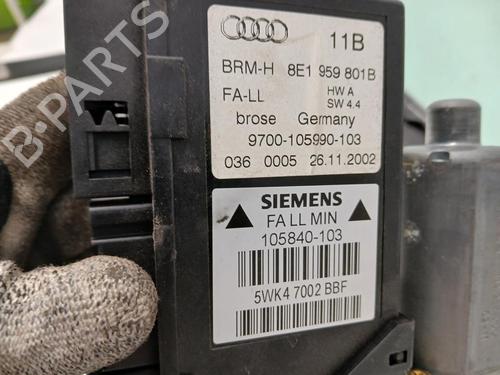 11B
BRM-H 8E1 959 801B
FA-LL HW A
SW 4.4
brose Germany
9700-105990-103
036 0005 26.11.2002
SIEMENS
FA LL MIN
105840-103
5WK4 7002 BBF
B-PARTS